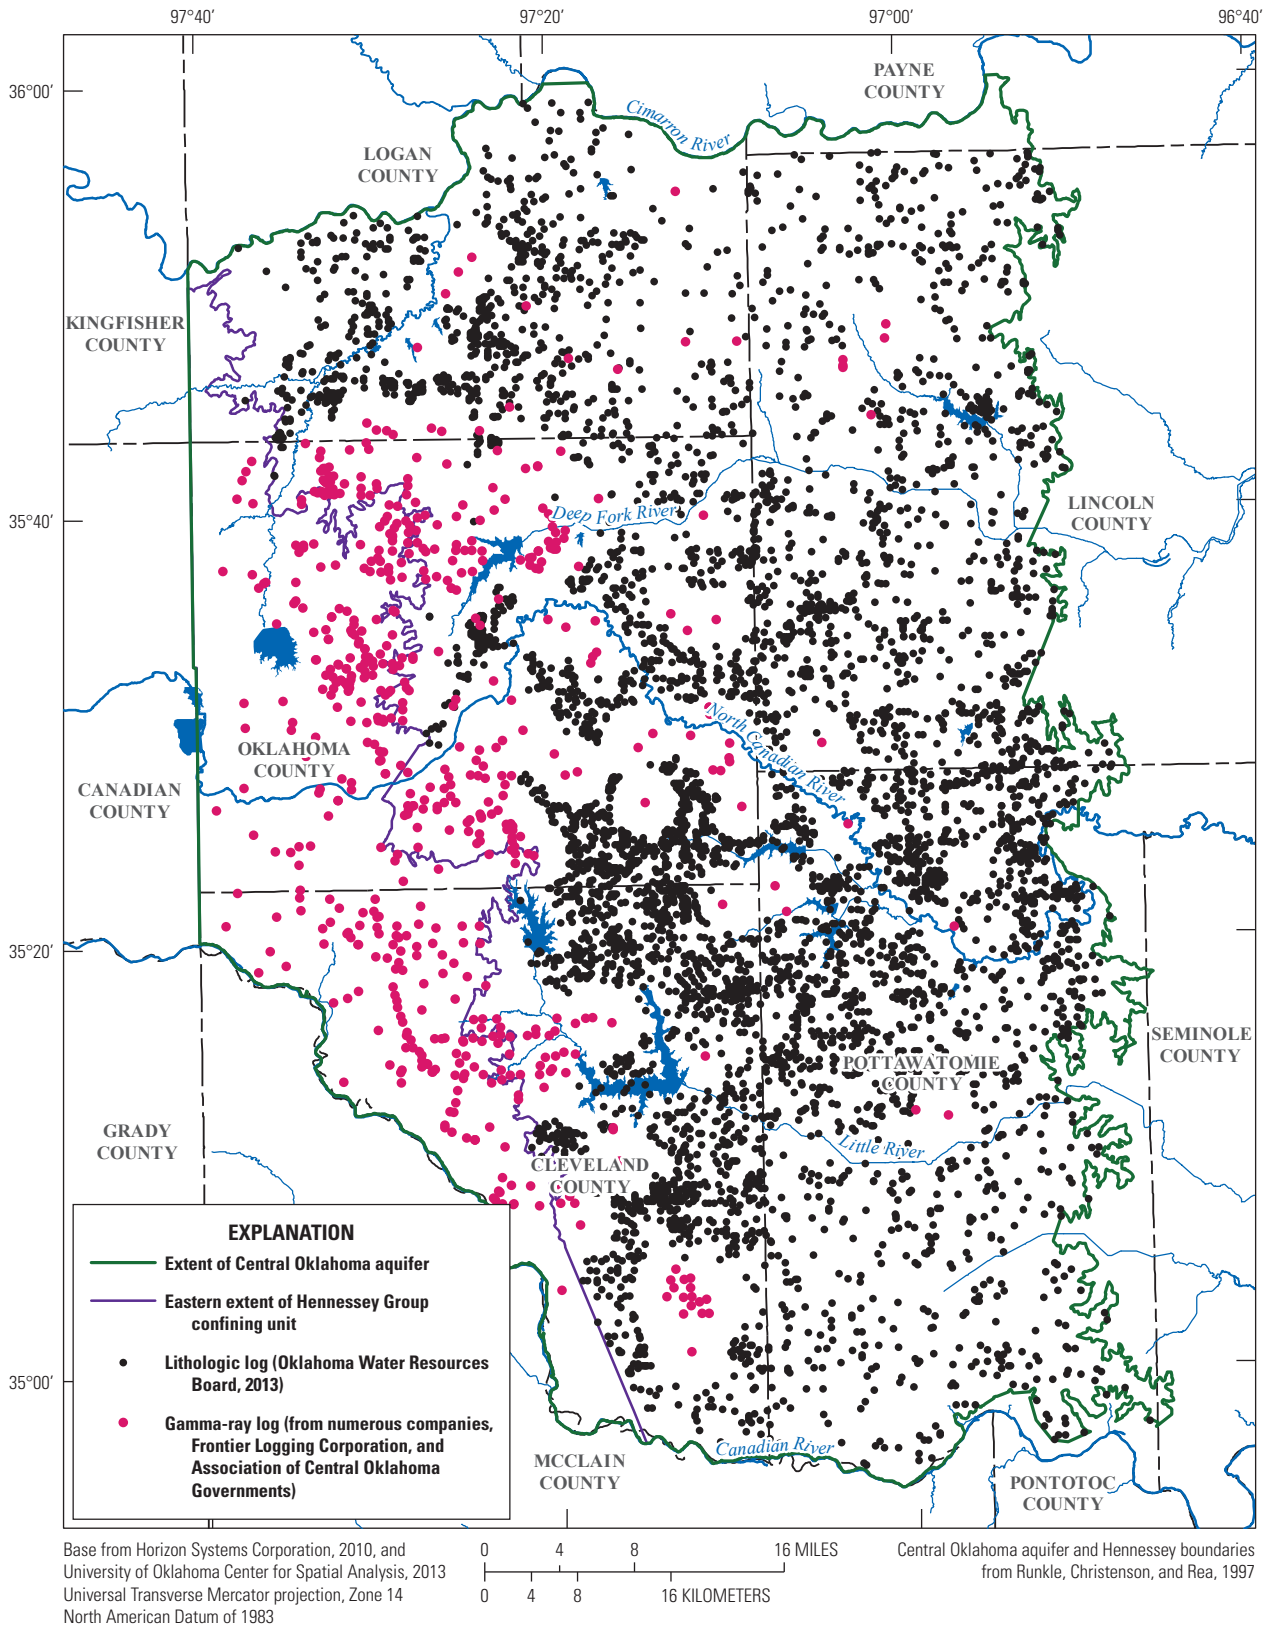 97°40′
97°20′
97°00′
96°40′
36°00′
35°40′
35°20′
35°00′
PAYNE
COUNTY
Cimarron River
LOGAN
COUNTY
KINGFISHER
COUNTY
LINCOLN
COUNTY
Deep Fork River
North Canadian River
OKLAHOMA
COUNTY
CANADIAN
COUNTY
SEMINOLE
COUNTY
POTTAWATOMIE
COUNTY
GRADY
COUNTY
Little River
CLEVELAND
COUNTY
Canadian River
MCCLAIN
COUNTY
PONTOTOC
COUNTY
EXPLANATION
Extent of Central Oklahoma aquifer
Eastern extent of Hennessey Group
confining unit
Lithologic log (Oklahoma Water Resources
Board, 2013)
Gamma-ray log (from numerous companies,
Frontier Logging Corporation, and
Association of Central Oklahoma
Governments)
Base from Horizon Systems Corporation, 2010, and
University of Oklahoma Center for Spatial Analysis, 2013
Universal Transverse Mercator projection, Zone 14
North American Datum of 1983
0 4 8 16 MILES
0 4 8 16 KILOMETERS
Central Oklahoma aquifer and Hennessey boundaries
from Runkle, Christenson, and Rea, 1997